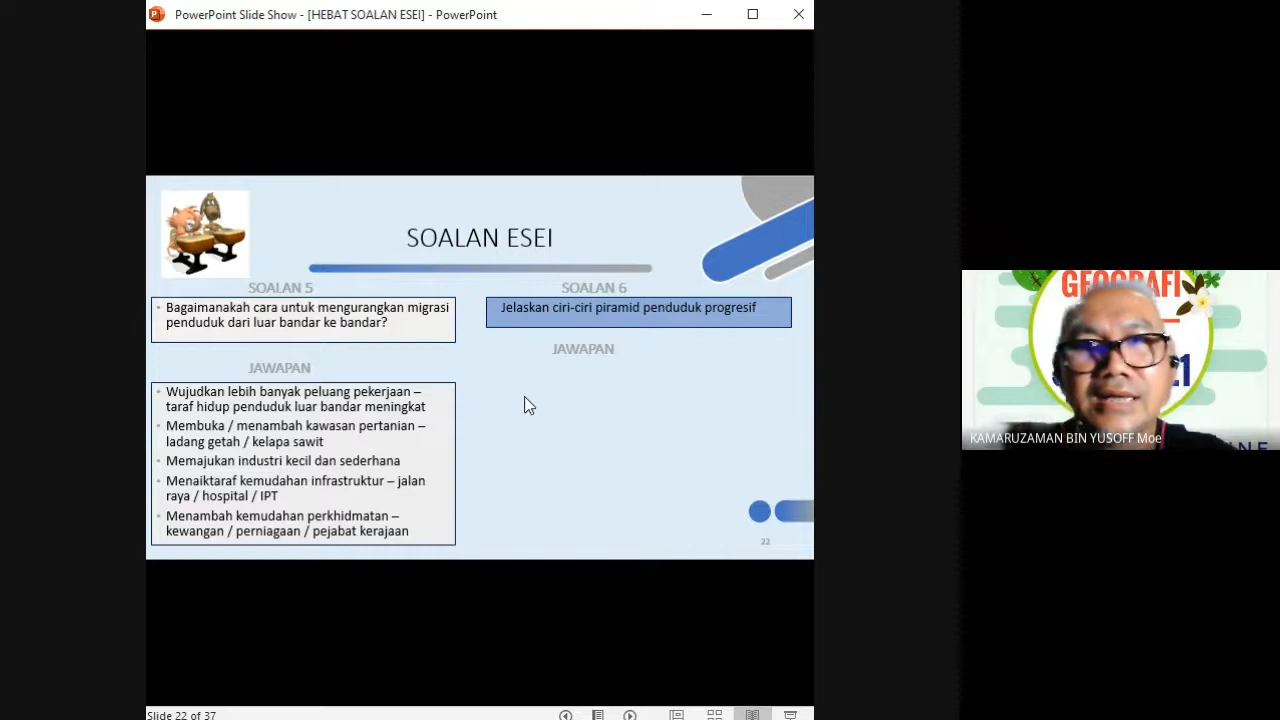 PowerPoint Slide Show - [HEBAT SOALAN ESEI] - PowerPoint
SOALAN ESEI
SOALAN 5
Bagaimanakah cara untuk mengurangkan migrasi
penduduk dari luar bandar ke bandar?
JAWAPAN
Wujudkan lebih banyak peluang pekerjaan –
taraf hidup penduduk luar bandar meningkat
Membuka / menambah kawasan pertanian –
ladang getah / kelapa sawit
Memajukan industri kecil dan sederhana
Menaiktaraf kemudahan infrastruktur – jalan
raya / hospital / IPT
Menambah kemudahan perkhidmatan –
kewangan / perniagaan / pejabat kerajaan
SOALAN 6
Jelaskan ciri-ciri piramid penduduk progresif
JAWAPAN
22
Slide 22 of 37
GEOGRAFI
KAMARUZAMAN BIN YUSOFF Moe